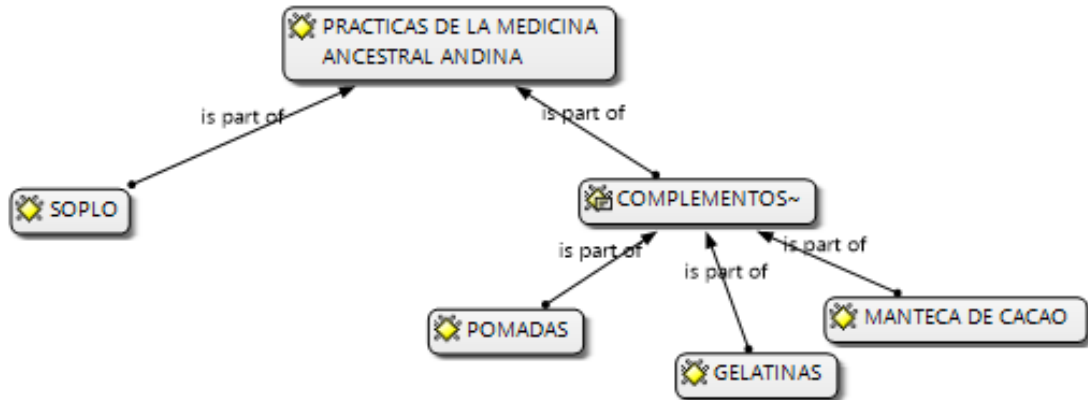 PRACTICAS DE LA MEDICINA
ANCESTRAL ANDINA
is part of
is part of
SOPLO
COMPLEMENTOS~
is part of
is part of
is part of
POMADAS
MANTECA DE CACAO
GELATINAS